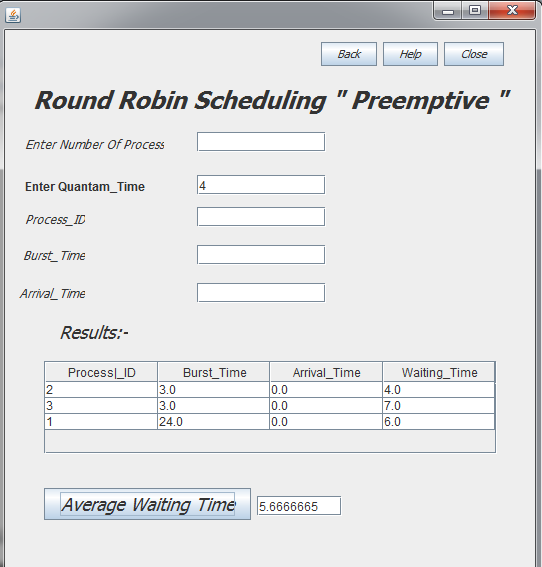 Back Help Close
Round Robin Scheduling " Preemptive "
Enter Number Of Process
Enter Quantam_Time 4
Process_ID
Burst_Time
Arrival_Time
Results:-
Process|_ID Burst_Time Arrival_Time Waiting_Time
2 3.0 0.0 4.0
3 3.0 0.0 7.0
1 24.0 0.0 6.0
Average Waiting Time 5.6666665